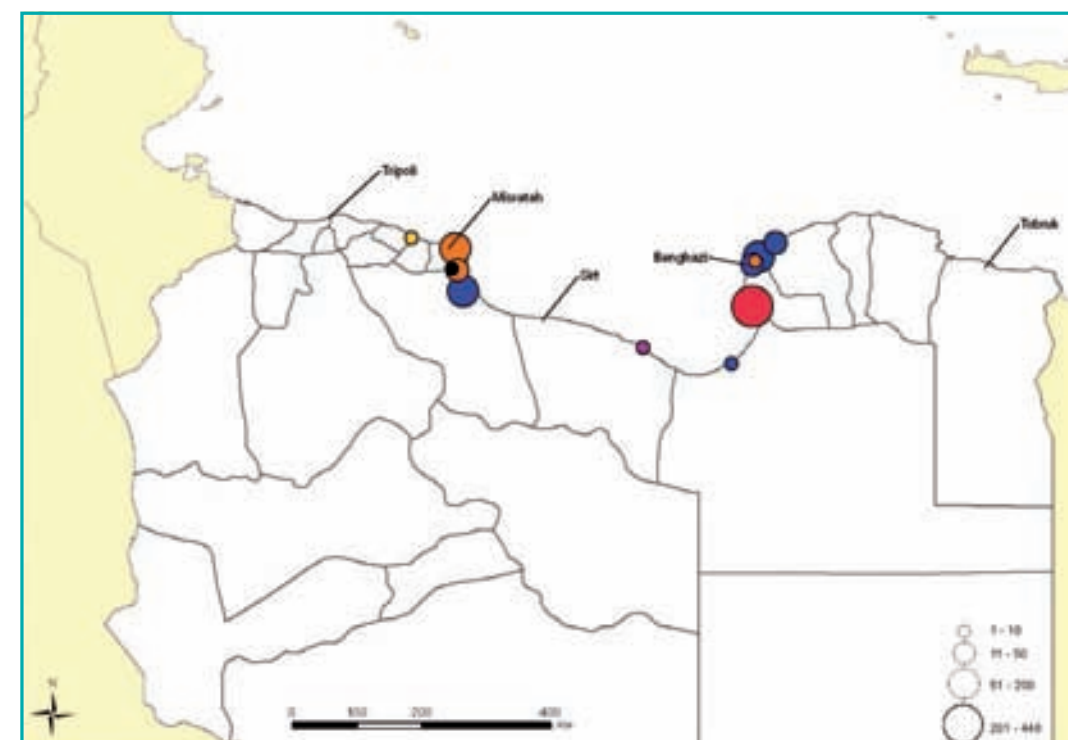 Tripoli
Misratah
Benghazi
Sirt
Tobruk
N
0 100 200 400
1 - 10
11 - 50
51 - 200
201 - 440